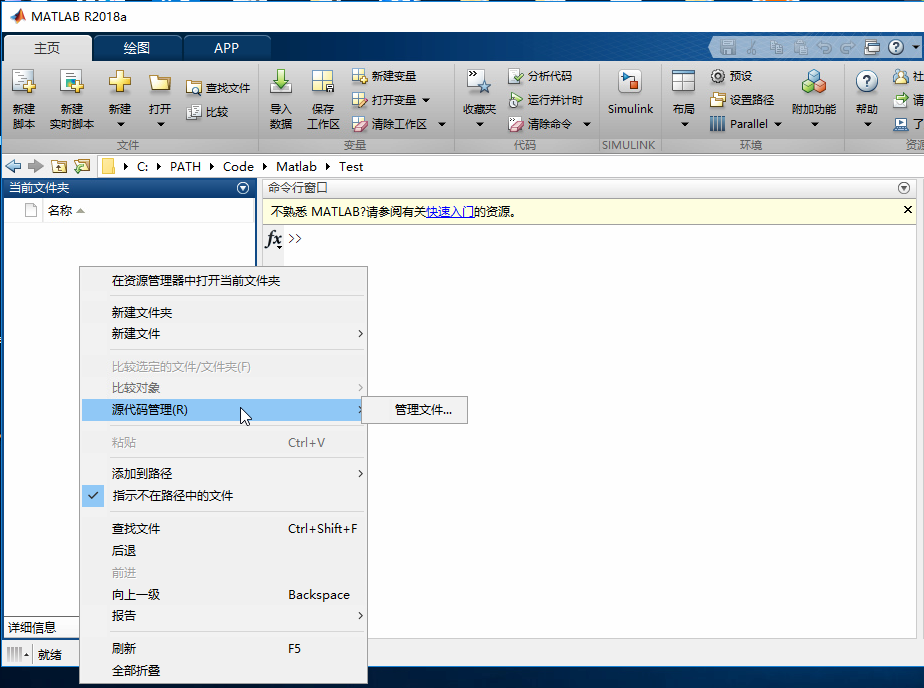 MATLAB R2018a
主页 绘图 APP
新建脚本
新建实时脚本
新建
打开
查找文件
比较
文件
导入数据
保存工作区
新建变量
打开变量
清除工作区
变量
收藏夹
分析代码
运行并计时
清除命令
代码
Simulink
SIMULINK
布局
预设
设置路径
Parallel
环境
附加功能
帮助
社
请
了
资源
C: PATH Code Matlab Test
当前文件夹
名称
命令行窗口
不熟悉 MATLAB?请参阅有关快速入门的资源。
fx >>
在资源管理器中打开当前文件夹
新建文件夹
新建文件
比较选定的文件/文件夹(F)
比较对象
源代码管理(R)
管理文件...
粘贴 Ctrl+V
添加到路径
指示不在路径中的文件
查找文件 Ctrl+Shift+F
后退
前进
向上一级 Backspace
报告
刷新 F5
全部折叠
详细信息
就绪